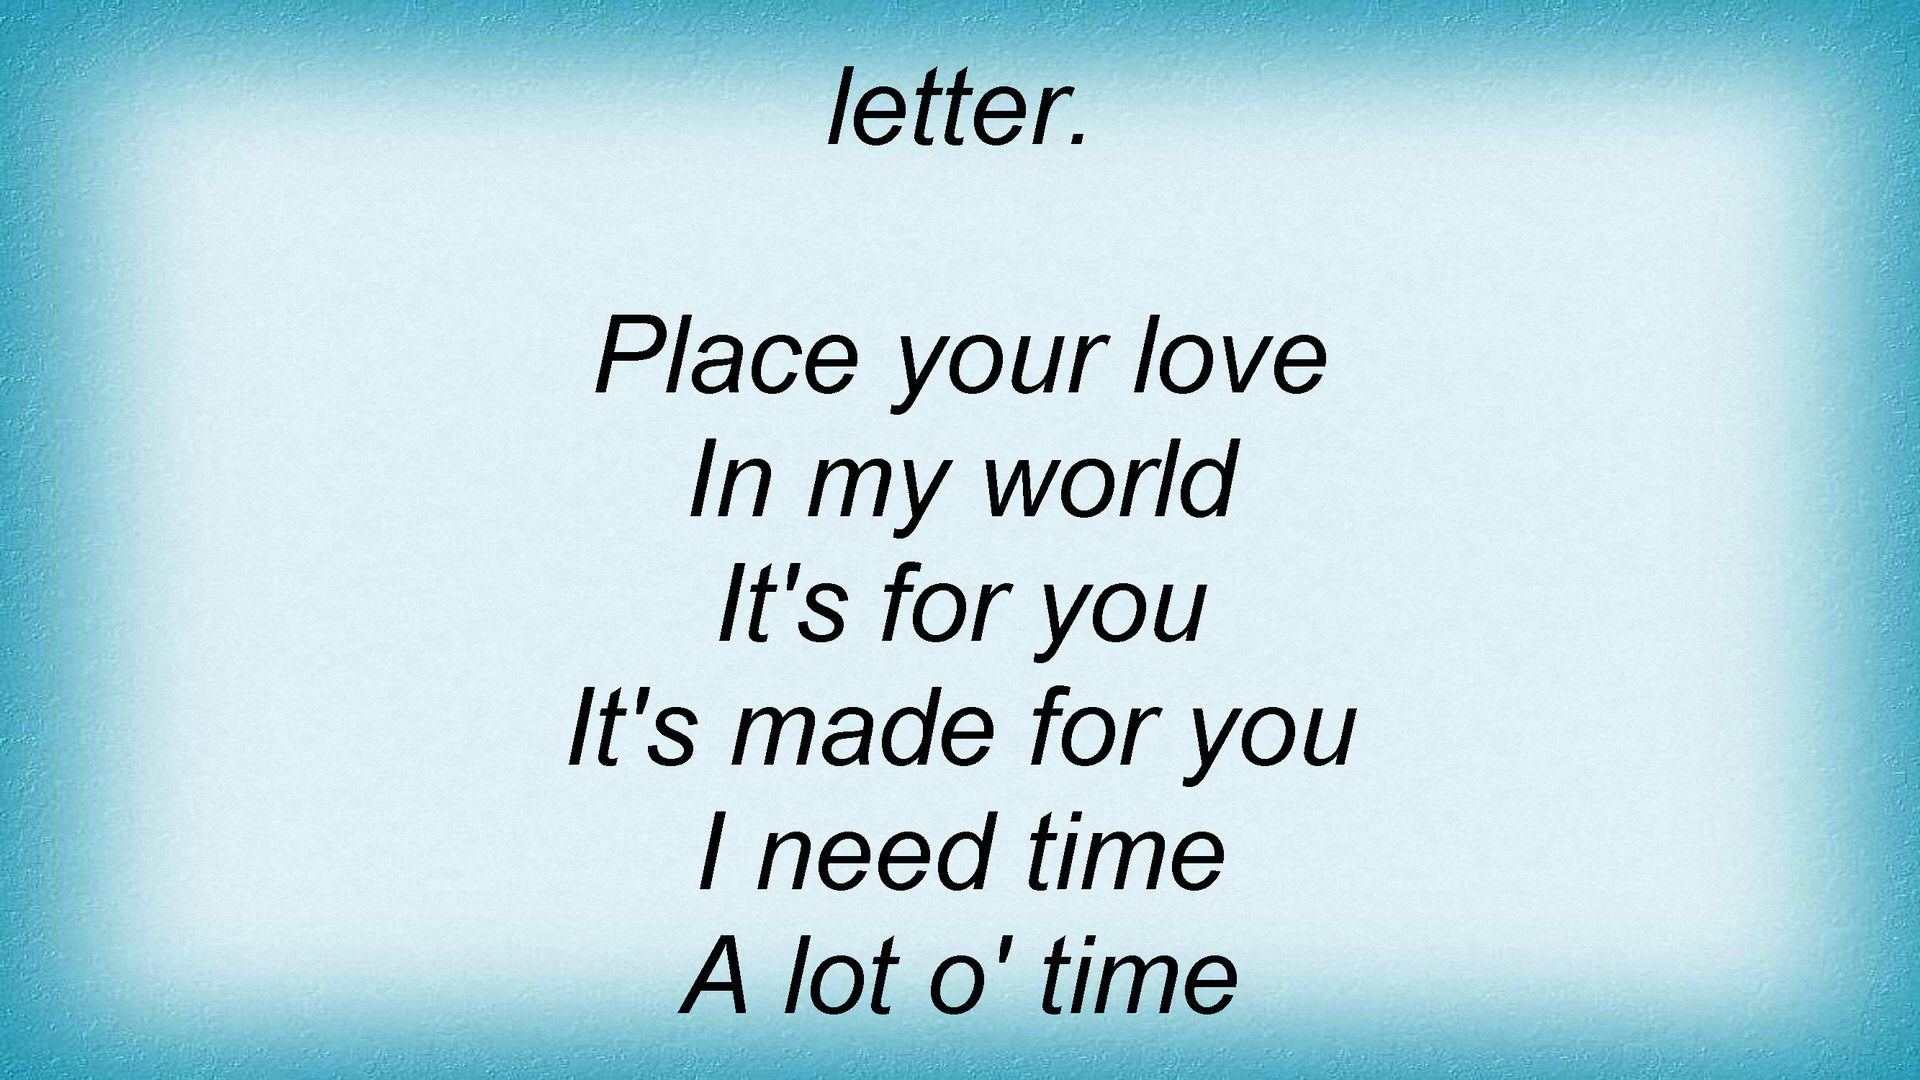 letter.
Place your love
In my world
It's for you
It's made for you
I need time
A lot o' time